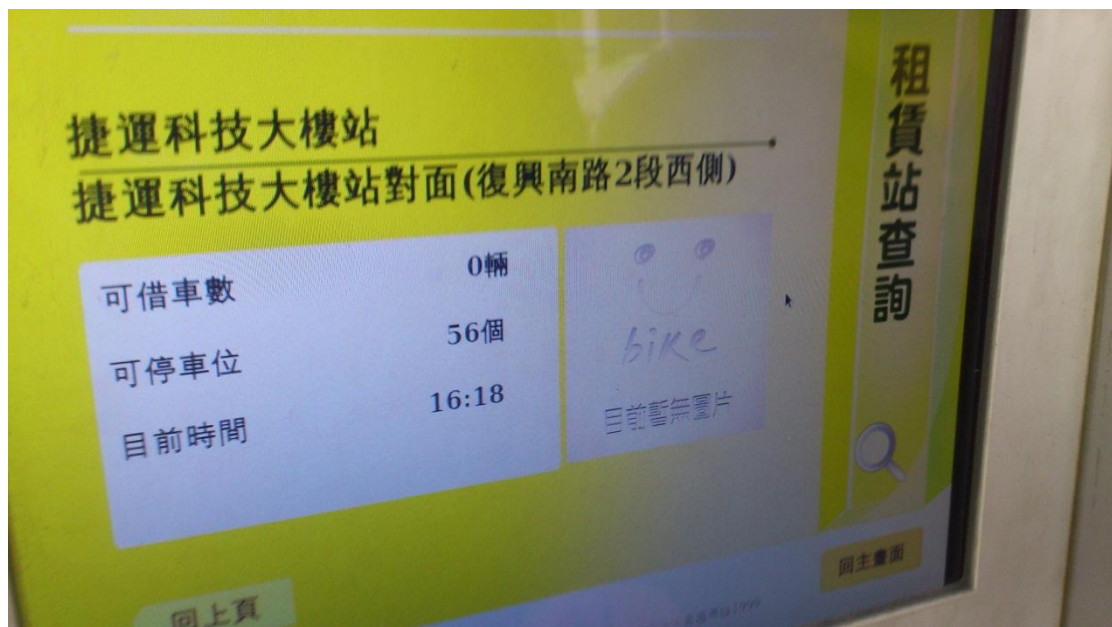 捷運科技大樓站
捷運科技大樓站對面(復興南路2段西側)
可借車數 0輛
可停車位 56個
目前時間 16:18
bike
目前暫無圖片
租賃站查詢
回主畫面
回上頁
1999